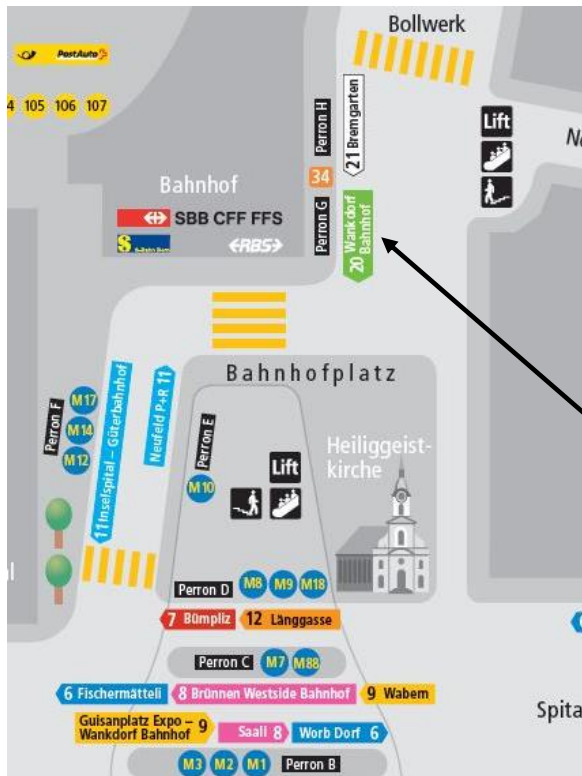 Bollwerk
PostAuto
4 105 106 107
Perron H
21 Bremgarten
Lift
Bahnhof
34
SBB CFF FFS
S
S-Bahn Bern
RBS
Perron G
20 Wankdorf
Bahnhof
Bahnhofplatz
Perron F
M17
M14
M12
11 Inselspital – Güterbahnhof
Neufeld P+R 11
Perron E
M10
Lift
Heiliggeist-
kirche
Perron D M8 M9 M18
7 Bümpliz 12 Länggasse
Perron C M7 M88
6 Fischermätteli 8 Brünnen Westside Bahnhof 9 Wabern
Guisanplatz Expo –
Wankdorf Bahnhof 9
Saali 8 Worb Dorf 6
M3 M2 M1 Perron B